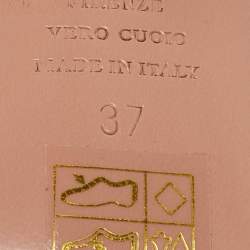 FIRENZE
VERO CUOIO
MADE IN ITALY
37